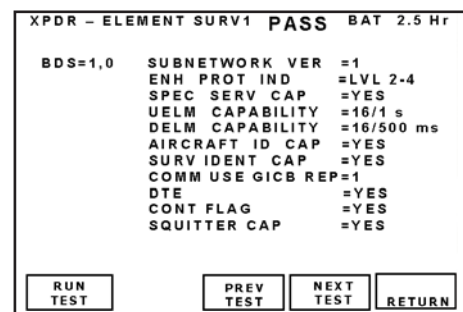 XPDR – ELEMENT SURV1 PASS BAT 2.5 Hr
BDS=1,0 SUBNETWORK VER =1
ENH PROT IND =LVL 2-4
SPEC SERV CAP =YES
UELM CAPABILITY =16/1 s
DELM CAPABILITY =16/500 ms
AIRCRAFT ID CAP =YES
SURV IDENT CAP =YES
COMM USE GICB REP=1
DTE =YES
CONT FLAG =YES
SQUITTER CAP =YES
RUN TEST
PREV TEST
NEXT TEST
RETURN